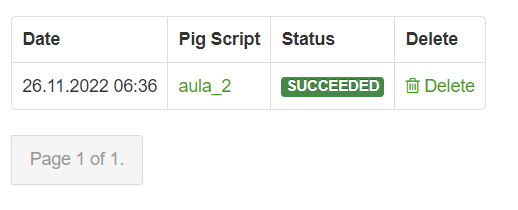 Date Pig Script Status Delete
26.11.2022 06:36 aula_2 SUCCEEDED Delete
Page 1 of 1.